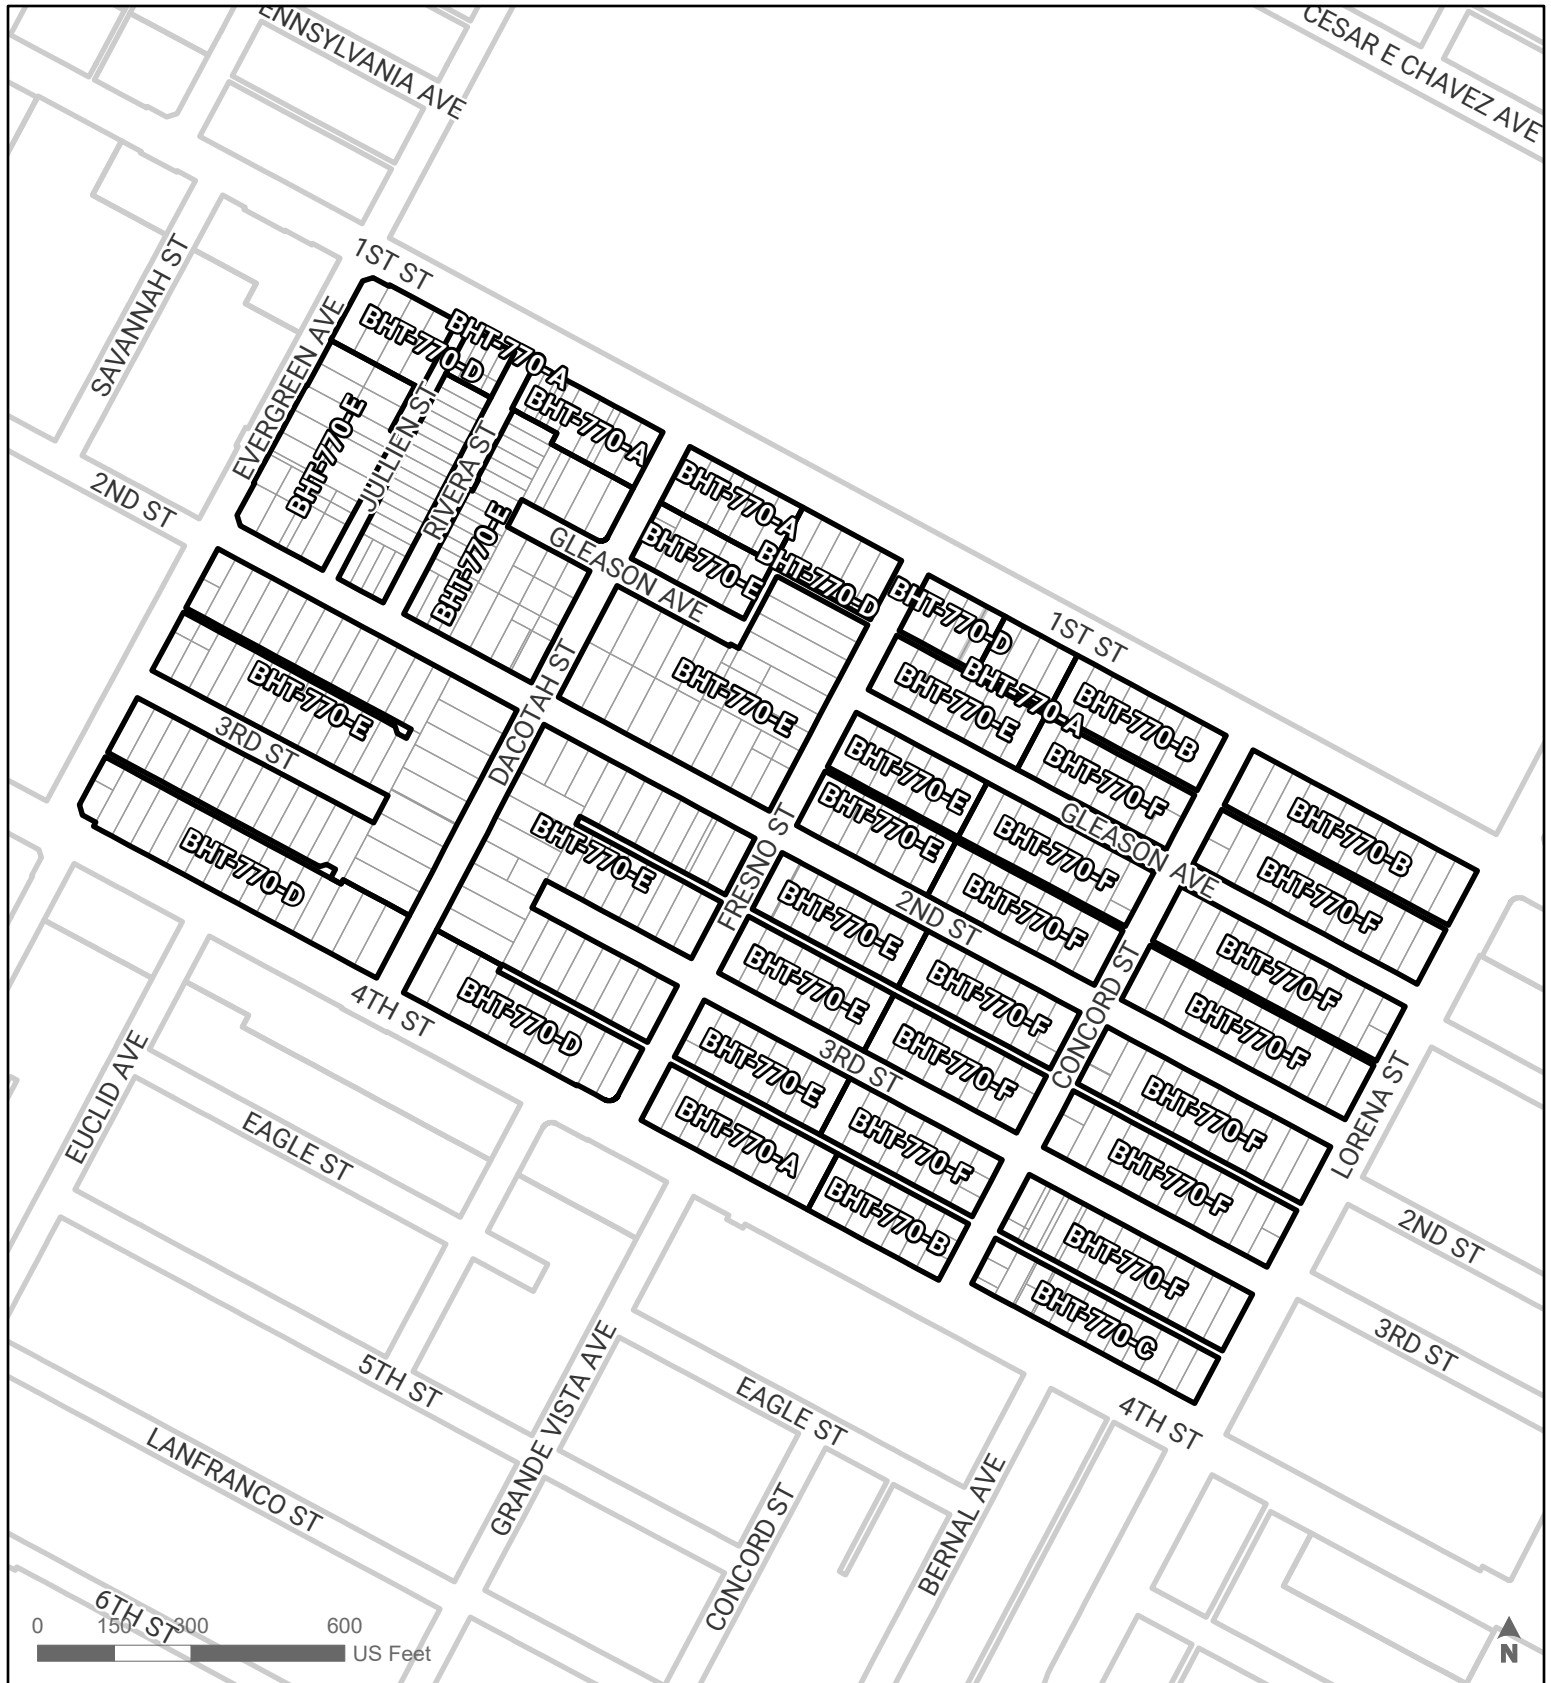 ENNSYLVANIA AVE
CESAR E CHAVEZ AVE
1ST ST
SAVANNAH ST
EVERGREEN AVE
BHT-770-D
BHT-770-A
BHT-770-A
BHT-770-E
JULLIEN ST
RIVERA ST
BHT-770-E
2ND ST
GLEASON AVE
BHT-770-A
BHT-770-E
BHT-770-D
BHT-770-D
1ST ST
BHT-770-E
BHT-770-A
BHT-770-B
BHT-770-F
BHT-770-E
BHT-770-E
3RD ST
DACOTAH ST
BHT-770-E
BHT-770-E
BHT-770-F
GLEASON AVE
BHT-770-B
BHT-770-F
BHT-770-D
BHT-770-E
FRESNO ST
BHT-770-E
2ND ST
BHT-770-F
BHT-770-F
BHT-770-F
BHT-770-E
BHT-770-F
CONCORD ST
4TH ST
BHT-770-D
BHT-770-E
3RD ST
BHT-770-F
BHT-770-F
BHT-770-F
LORENA ST
EUCLID AVE
EAGLE ST
BHT-770-A
BHT-770-F
BHT-770-B
BHT-770-F
BHT-770-C
2ND ST
3RD ST
5TH ST
GRANDE VISTA AVE
EAGLE ST
4TH ST
LANFRANCO ST
CONCORD ST
BERNAL AVE
6TH ST
0 150 300 600
US Feet
N